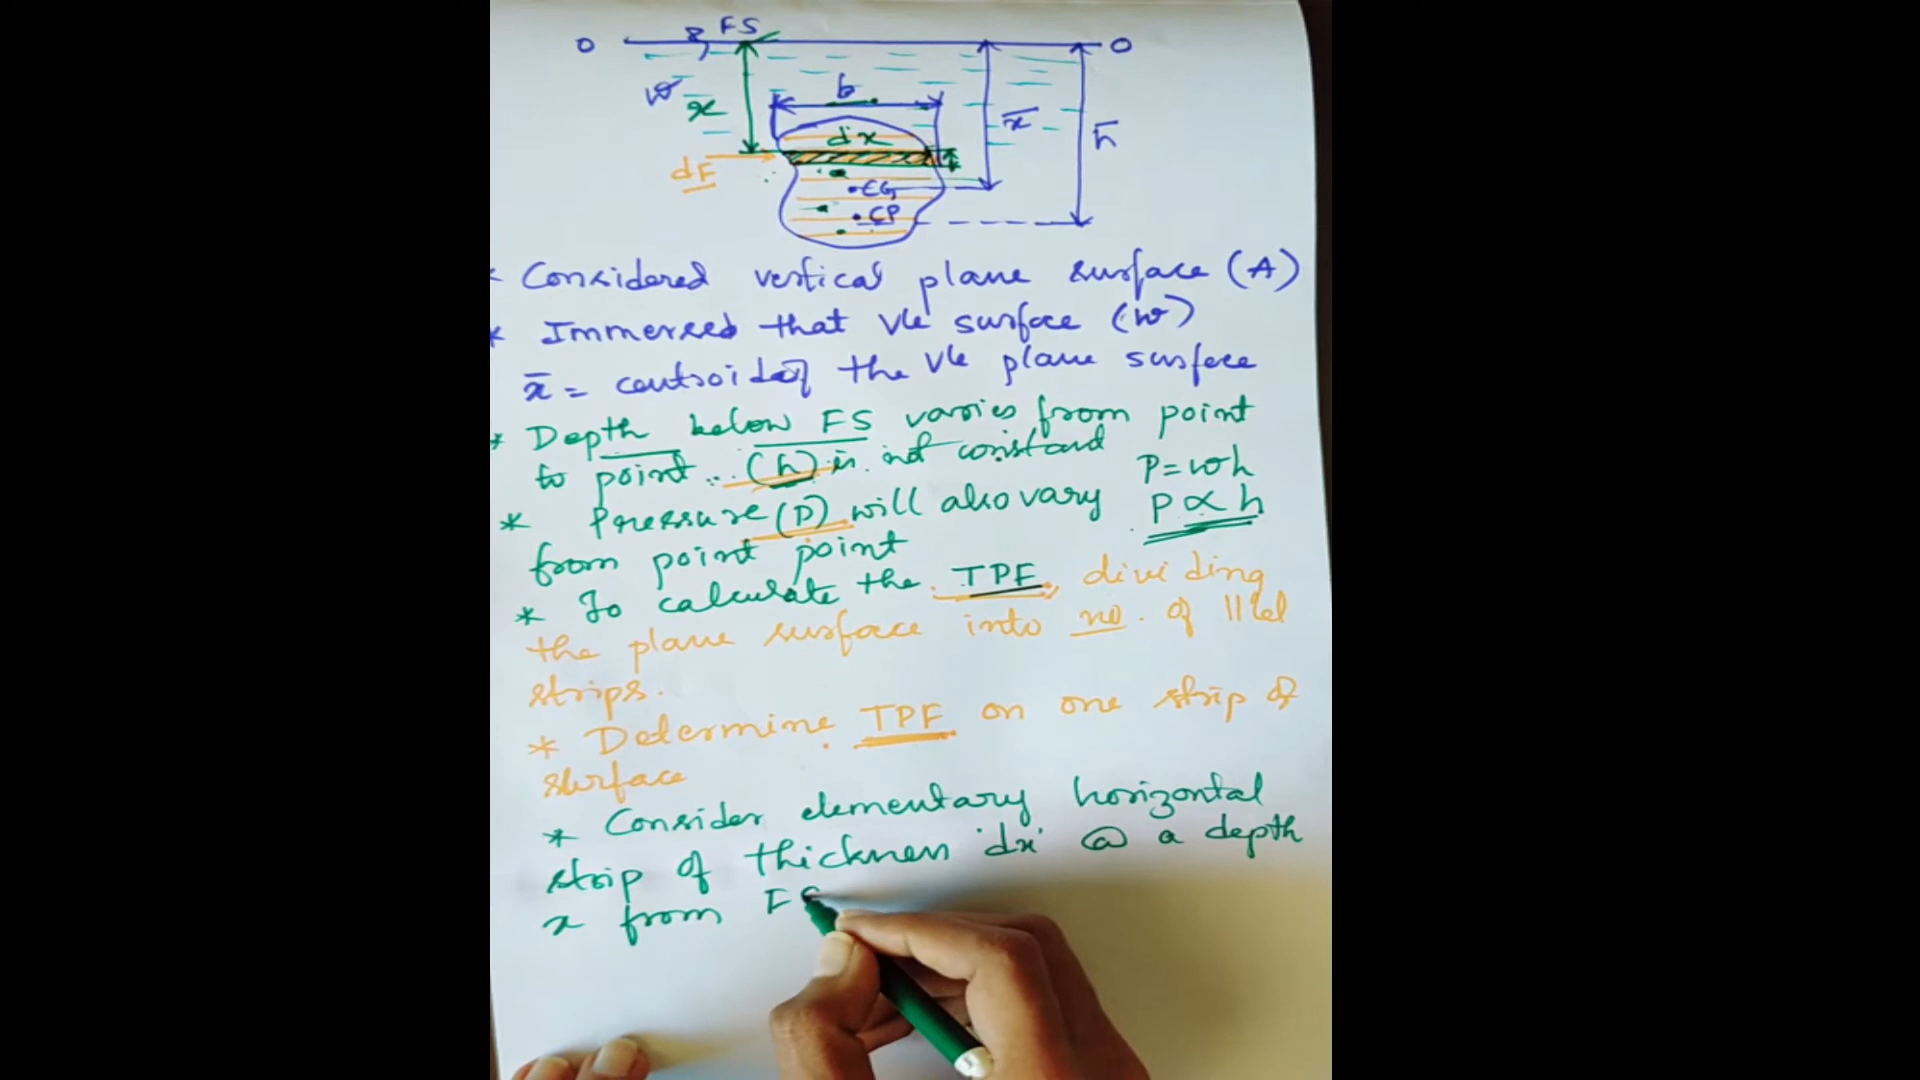 FS
O O
w x b x̄ h̄
dx
dF
CG
CP
* Considered vertical plane surface (A)
* Immersed that Vle surface (w)
x̄ = centroid of the Vle plane surface
* Depth below FS varies from point
to point .. (h) is not constant
P = wh
* Pressure (P) will also vary P ∝ h
from point point
* To calculate the TPF, dividing
the plane surface into no. of ||lel
strips.
* Determine TPF on one strip of
surface
* Consider elementary horizontal
strip of thickness 'dx' @ a depth
x from FS